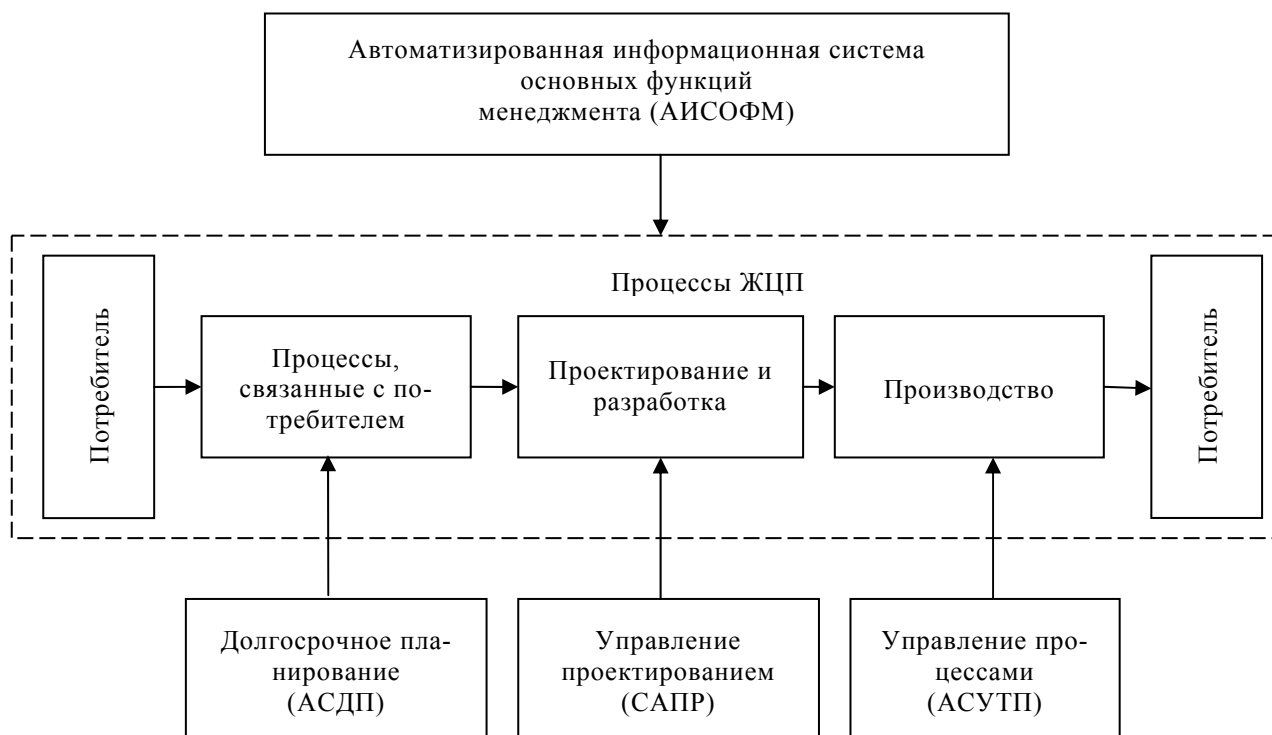 Автоматизированная информационная система
основных функций
менеджмента (АИСОФМ)
Процессы ЖЦП
Потребитель
Процессы,
связанные с по-
требителем
Проектирование и
разработка
Производство
Потребитель
Долгосрочное пла-
нирование
(АСДП)
Управление
проектированием
(САПР)
Управление про-
цессами
(АСУТП)